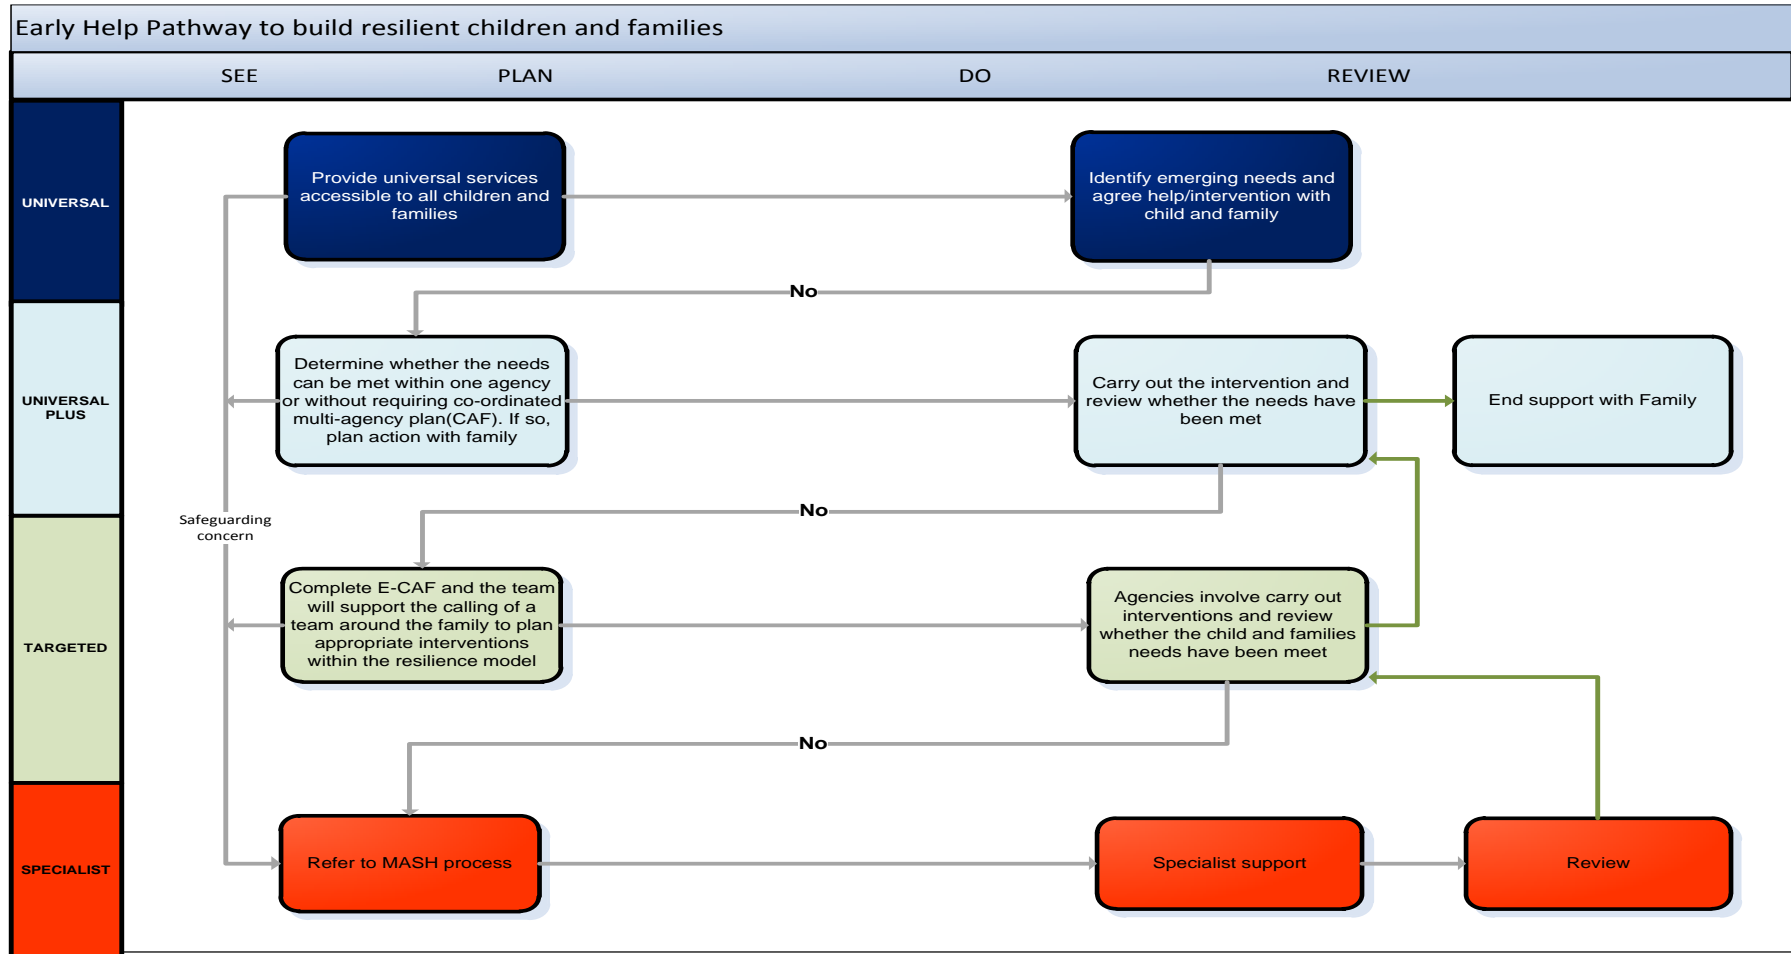 Early Help Pathway to build resilient children and families
SEE PLAN DO REVIEW
UNIVERSAL
Provide universal services
accessible to all children and
families
Identify emerging needs and
agree help/intervention with
child and family
No
UNIVERSAL
PLUS
Determine whether the needs
can be met within one agency
or without requiring co-ordinated
multi-agency plan(CAF). If so,
plan action with family
Carry out the intervention and
review whether the needs have
been met
End support with Family
No
Safeguarding
concern
TARGETED
Complete E-CAF and the team
will support the calling of a
team around the family to plan
appropriate interventions
within the resilience model
Agencies involve carry out
interventions and review
whether the child and families
needs have been meet
No
SPECIALIST
Refer to MASH process
Specialist support
Review